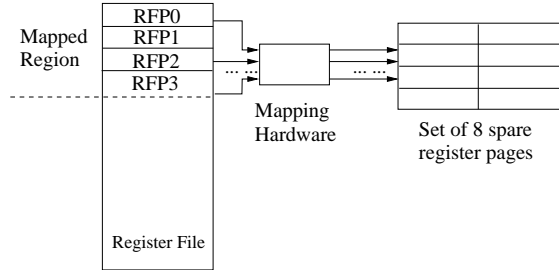 RFP0
RFP1
RFP2
RFP3
Mapped
Region
... ...
... ...
Mapping
Hardware
Set of 8 spare
register pages
Register File